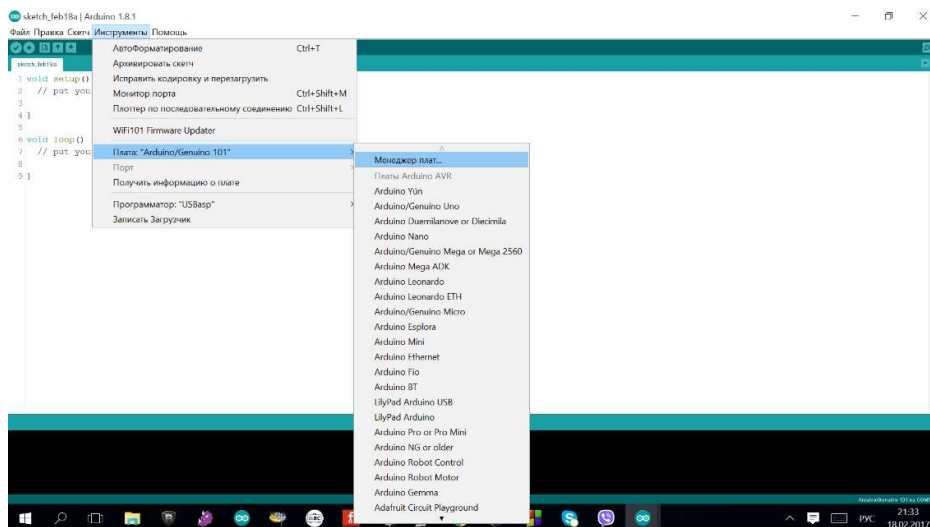 sketch_feb18a | Arduino 1.8.1
Файл Правка Скетч Инструменты Помощь
sketch_feb18a
1 void setup()
2 // put you
3
4 }
5
6 void loop()
7 // put you
8
9 }
АвтоФорматирование Ctrl+T
Архивировать скетч
Исправить кодировку и перезагрузить
Монитор порта Ctrl+Shift+M
Плоттер по последовательному соединению Ctrl+Shift+L
WiFi101 Firmware Updater
Плата: "Arduino/Genuino 101"
Порт
Получить информацию о плате
Программатор: "USBasp"
Записать Загрузчик
Менеджер плат...
Платы Arduino AVR
Arduino Yún
Arduino/Genuino Uno
Arduino Duemilanove or Diecimila
Arduino Nano
Arduino/Genuino Mega or Mega 2560
Arduino Mega ADK
Arduino Leonardo
Arduino Leonardo ETH
Arduino/Genuino Micro
Arduino Esplora
Arduino Mini
Arduino Ethernet
Arduino Fio
Arduino BT
LilyPad Arduino USB
LilyPad Arduino
Arduino Pro or Pro Mini
Arduino NG or older
Arduino Robot Control
Arduino Robot Motor
Arduino Gemma
Adafruit Circuit Playground
Arduino/Genuino 101 на COM
РУС
21:33
18.02.2017